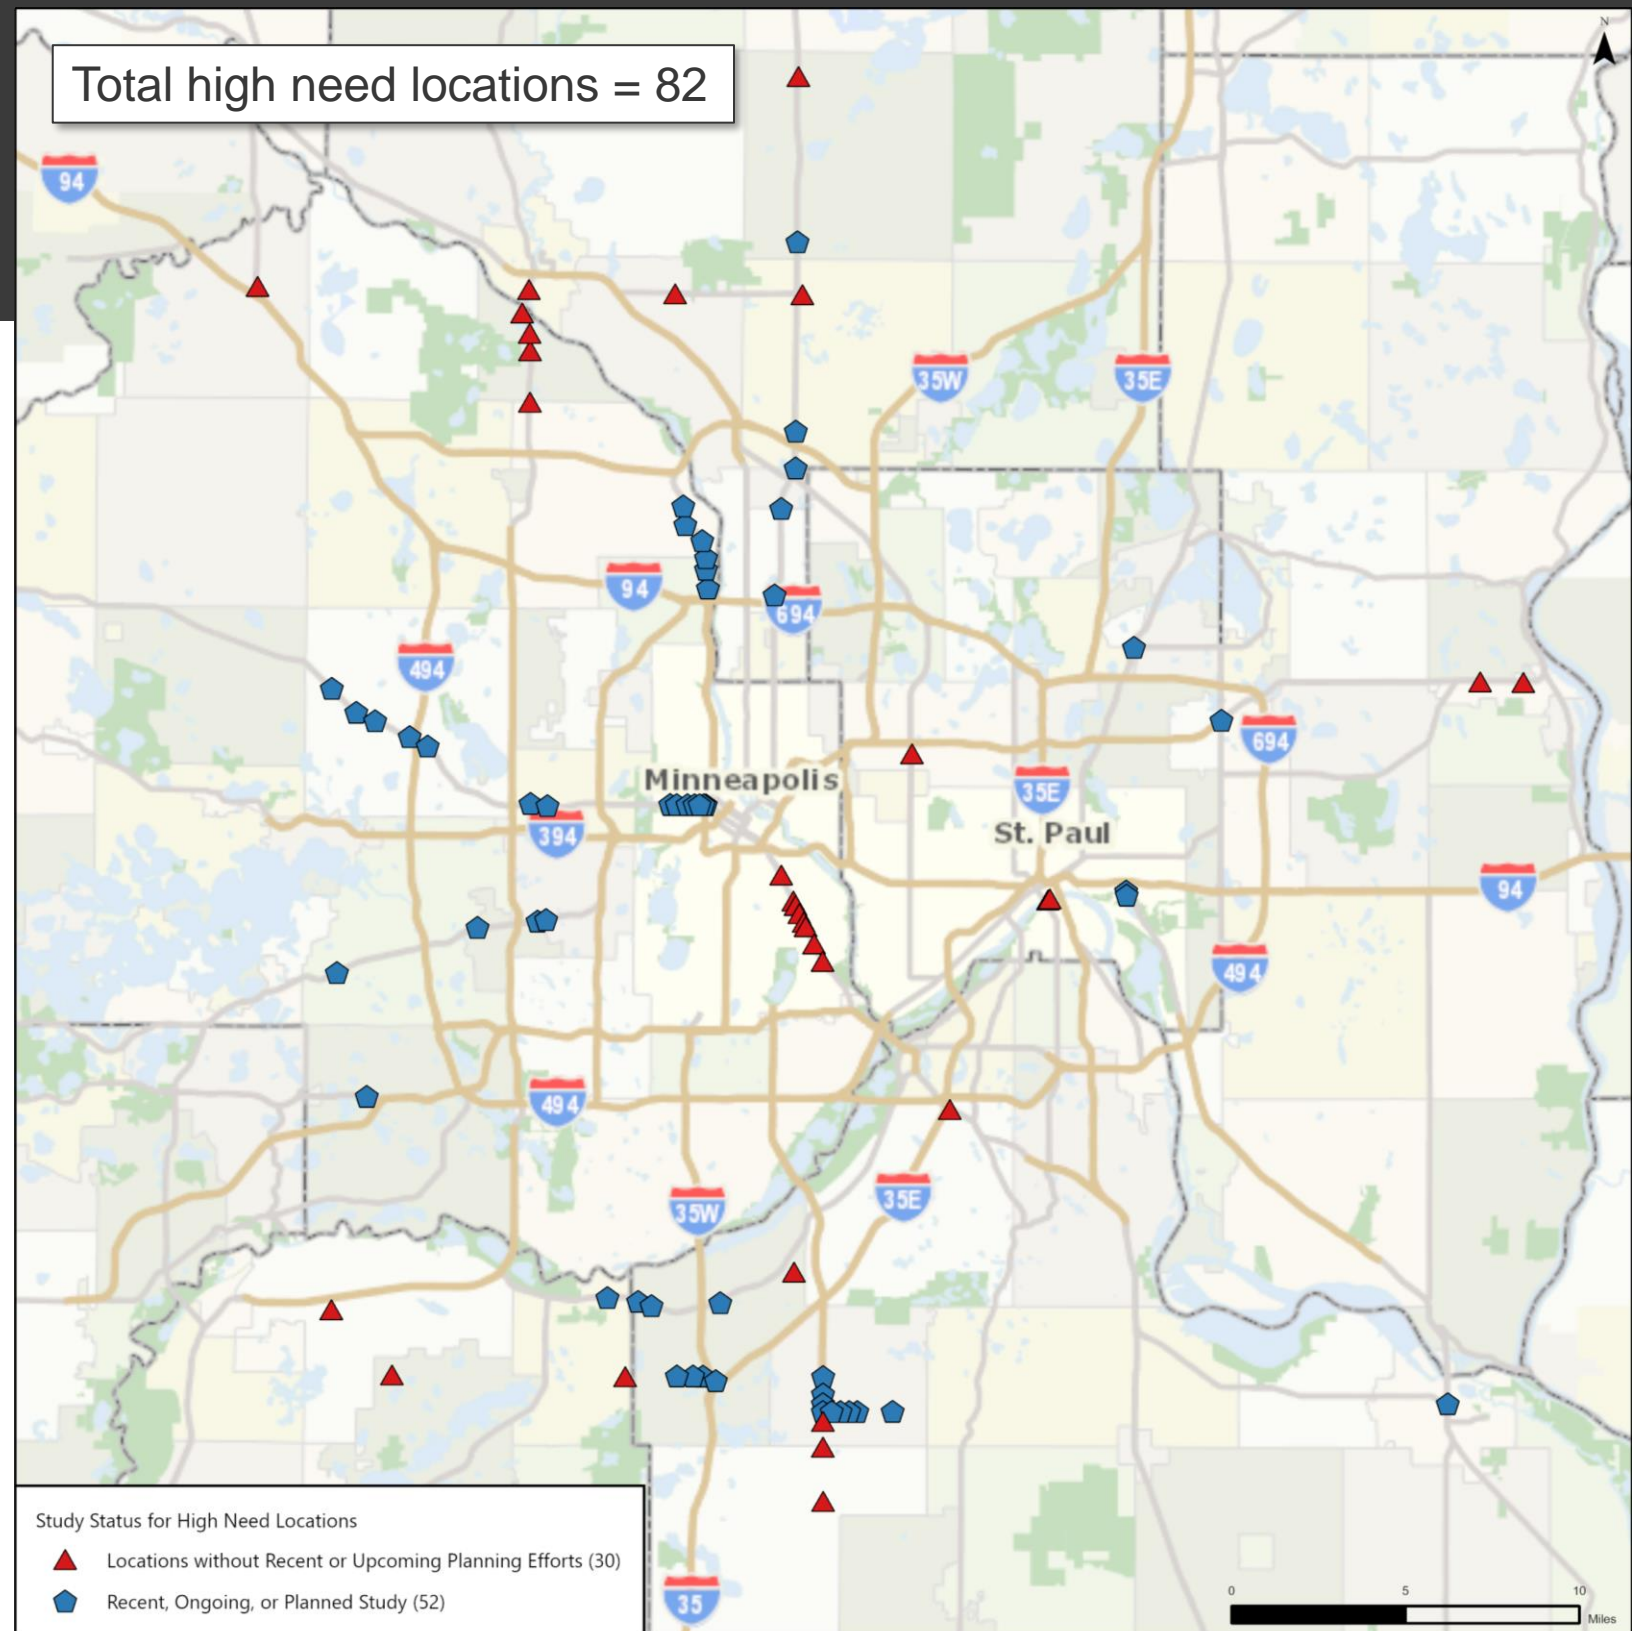 Total high need locations = 82
N
94
35W
35E
94
694
494
694
Minneapolis
35E
394
St. Paul
94
494
494
35W
35E
Study Status for High Need Locations
Locations without Recent or Upcoming Planning Efforts (30)
Recent, Ongoing, or Planned Study (52)
35
0 5 10
Miles